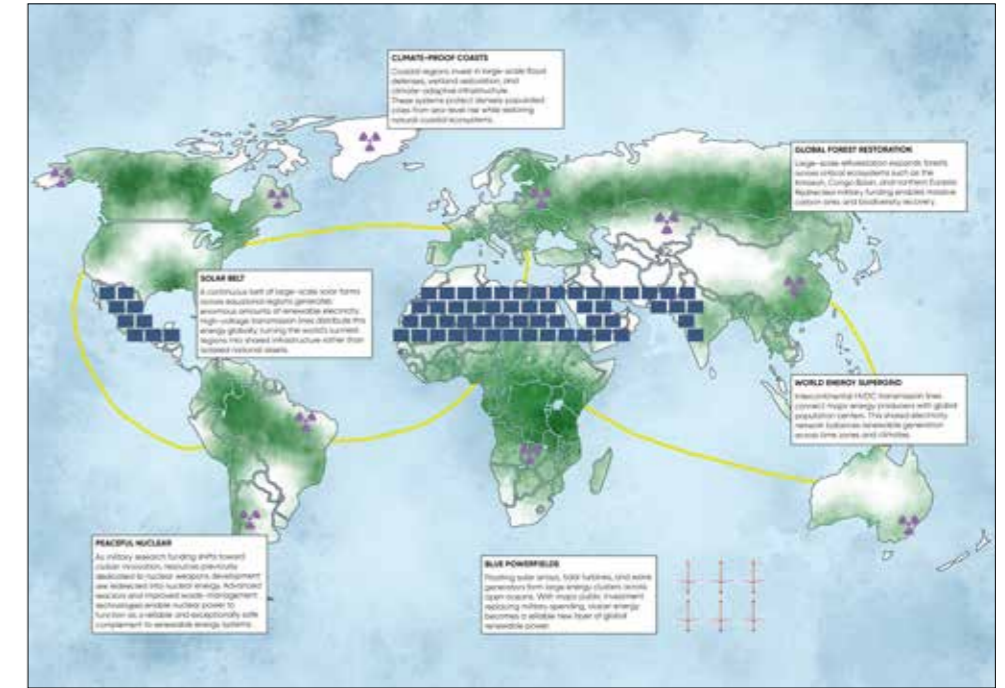 CLIMATE-PROOF COASTS
Coastal regions invest in large-scale flood
defenses, wetland restoration, and
climate-adaptive infrastructure.
These systems protect densely populated
cities from sea-level rise while restoring
natural coastal ecosystems.
GLOBAL FOREST RESTORATION
Large-scale reforestation expands forests
across critical ecosystems such as the
Amazon, Congo Basin, and northern Eurasia.
Redirected military funding enables massive
carbon sinks and biodiversity recovery.
SOLAR BELT
A continuous belt of large-scale solar farms
across equatorial regions generates
enormous amounts of renewable electricity.
High-voltage transmission lines distribute this
energy globally, turning the world's sunniest
regions into shared infrastructure rather than
isolated national assets.
WORLD ENERGY SUPERGRID
Intercontinental HVDC transmission lines
connect major energy producers with global
population centers. This shared electricity
network balances renewable generation
across time zones and climates.
PEACEFUL NUCLEAR
As military research funding shifts toward
civilian innovation, resources previously
dedicated to nuclear weapons development
are redirected into nuclear energy. Advanced
reactors and improved waste-management
technologies enable nuclear power to
function as a reliable and exceptionally safe
complement to renewable energy systems.
BLUE POWERFIELDS
Floating solar arrays, tidal turbines, and wave
generators form large energy clusters across
open oceans. With major public investment
replacing military spending, ocean energy
becomes a reliable new layer of global
renewable power.